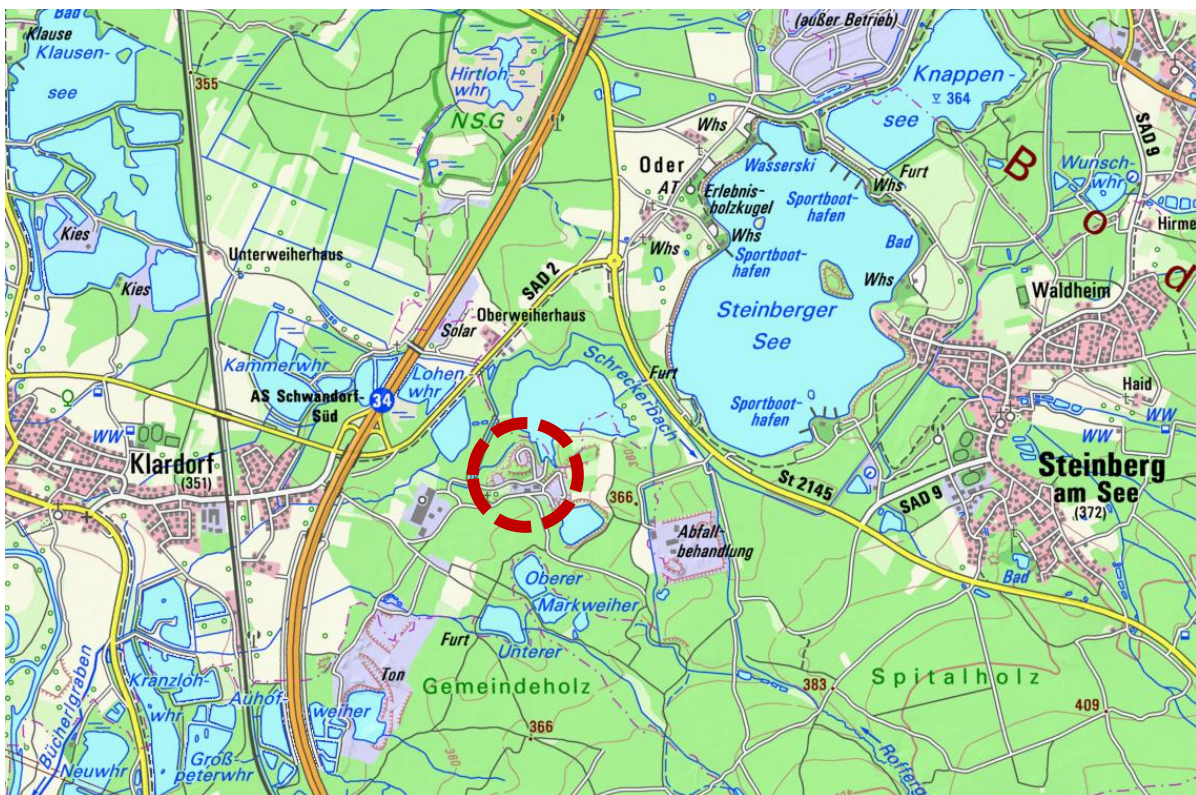 Bad
Klause
Klausen-
see
355
Hirtloh-
whr
NSG
(außer Betrieb)
Knappen-
see
364
Whs
Oder
AT
Erlebnis-
holzkugel
Wasserski
Furt
Whs
Sportboot-
hafen
Whs
Whs
Sportboot-
hafen
Bad
Whs
Steinberger
See
B
o
d
SAD 9
Wunsch-
whr
Hirme
Waldheim
Kies
Kies
Unterweiherhaus
Solar
SAD 2
Oberweiherhaus
Kammerwhr
Lohen-
whr
AS Schwandorf-
Süd
34
Schreckerbach
Furt
Sportboot-
hafen
Haid
WW
WW
Klardorf
(351)
360
366
St 2145
SAD 9
Steinberg
am See
(372)
Abfall-
behandlung
Bad
Oberer
Markweiher
Unterer
Furt
Ton
Gemeindeholz
Spitalholz
383
409
366
360
Kranzloh-
whr
Auhof-
weiher
Groß-
peterwhr
Neuwhr
Büchertgraben
Rofferg